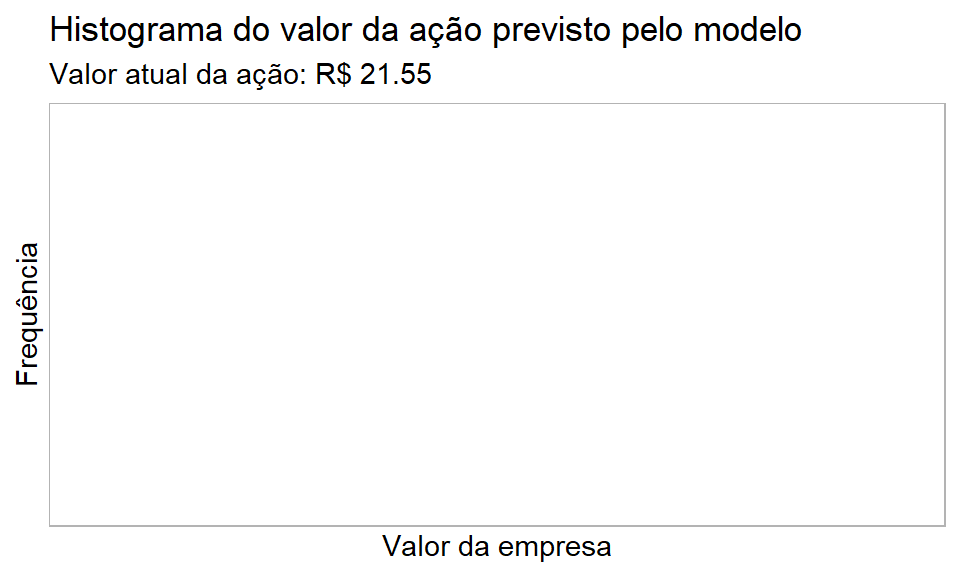 Histograma do valor da ação previsto pelo modelo
Valor atual da ação: R$ 21.55
Frequência
Valor da empresa